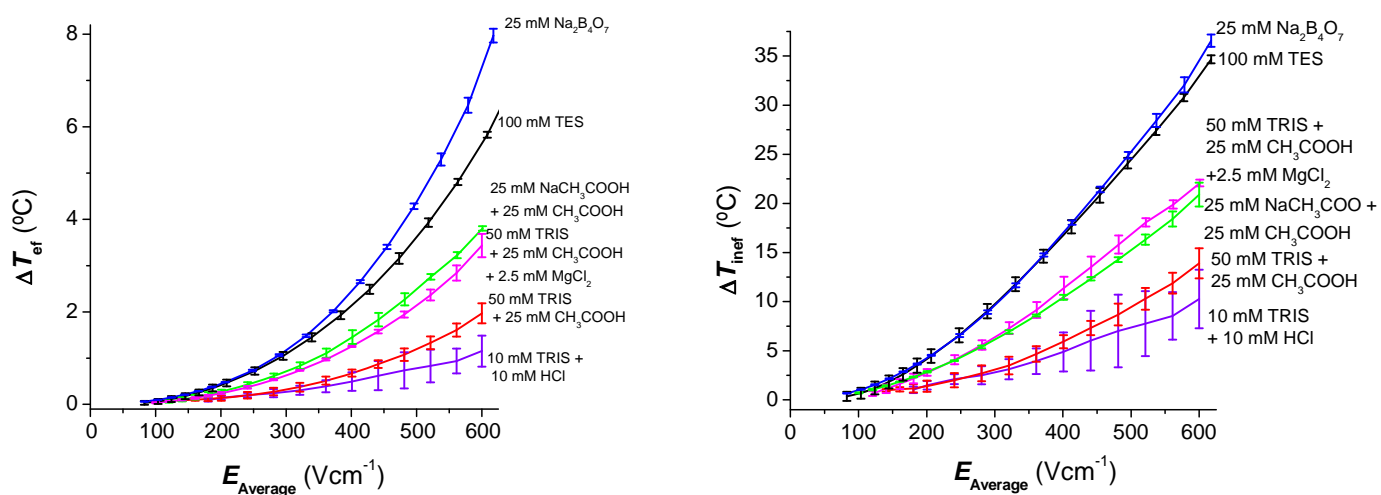 8
6
4
2
0
ΔT_ef (ºC)
25 mM Na₂B₄O₇
100 mM TES
25 mM NaCH₃COOH
+ 25 mM CH₃COOH
50 mM TRIS
+ 25 mM CH₃COOH
+ 2.5 mM MgCl₂
50 mM TRIS
+ 25 mM CH₃COOH
10 mM TRIS +
10 mM HCl
0 100 200 300 400 500 600
E_Average (Vcm⁻¹)
35
30
25
20
15
10
5
0
ΔT_inef (ºC)
25 mM Na₂B₄O₇
100 mM TES
50 mM TRIS +
25 mM CH₃COOH
+2.5 mM MgCl₂
25 mM NaCH₃COO +
25 mM CH₃COOH
50 mM TRIS +
25 mM CH₃COOH
10 mM TRIS
+ 10 mM HCl
0 100 200 300 400 500 600
E_Average (Vcm⁻¹)